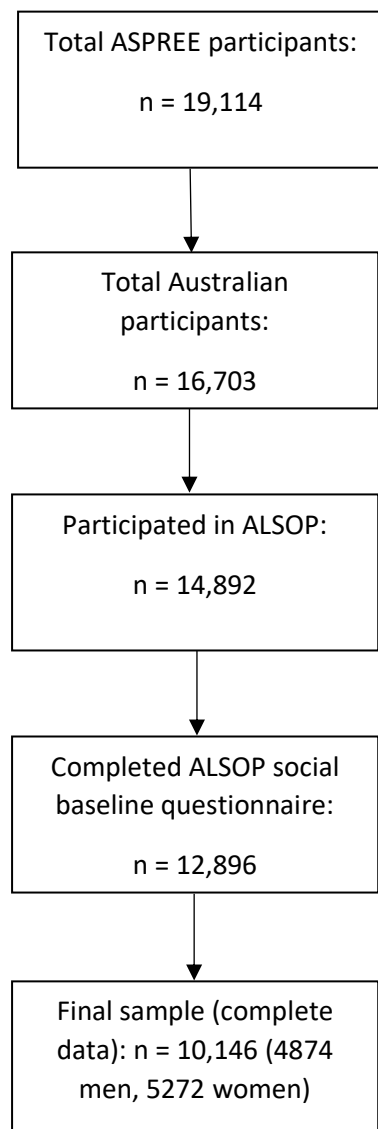 Total ASPREE participants:
n = 19,114
Total Australian
participants:
n = 16,703
Participated in ALSOP:
n = 14,892
Completed ALSOP social
baseline questionnaire:
n = 12,896
Final sample (complete
data): n = 10,146 (4874
men, 5272 women)